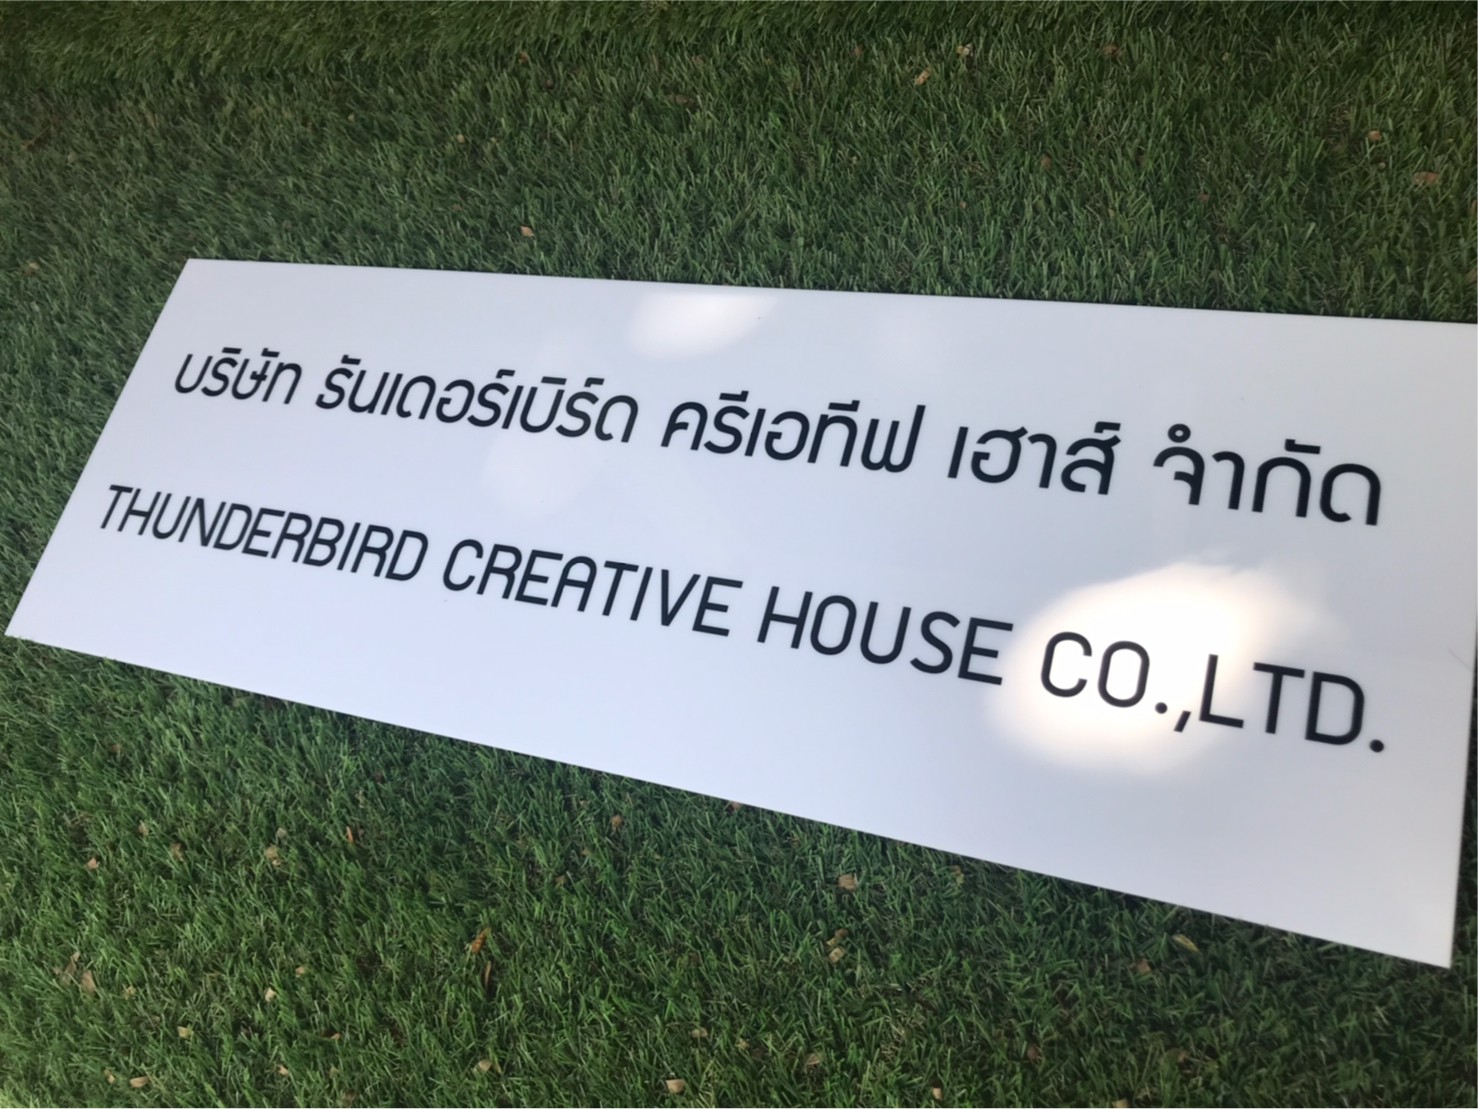 บริษัท ธันเดอร์เบิร์ด ครีเอทีฟ เฮาส์ จำกัด
THUNDERBIRD CREATIVE HOUSE CO.,LTD.